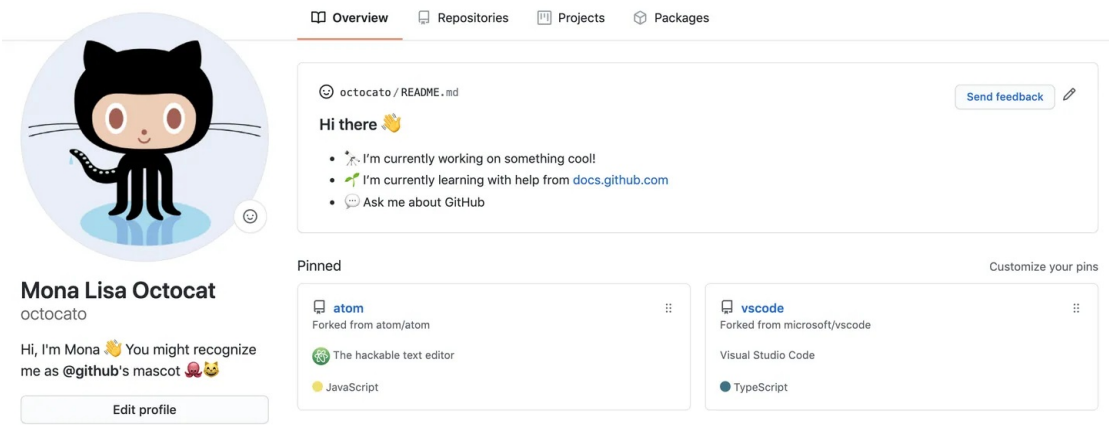 Overview Repositories Projects Packages
octocato/README.md
Send feedback
Hi there 👋
🔭 I'm currently working on something cool!
🌱 I'm currently learning with help from docs.github.com
💬 Ask me about GitHub
Mona Lisa Octocat
octocato
Hi, I'm Mona 👋 You might recognize
me as @github's mascot 🐙😺
Edit profile
Pinned
Customize your pins
atom
Forked from atom/atom
The hackable text editor
JavaScript
vscode
Forked from microsoft/vscode
Visual Studio Code
TypeScript